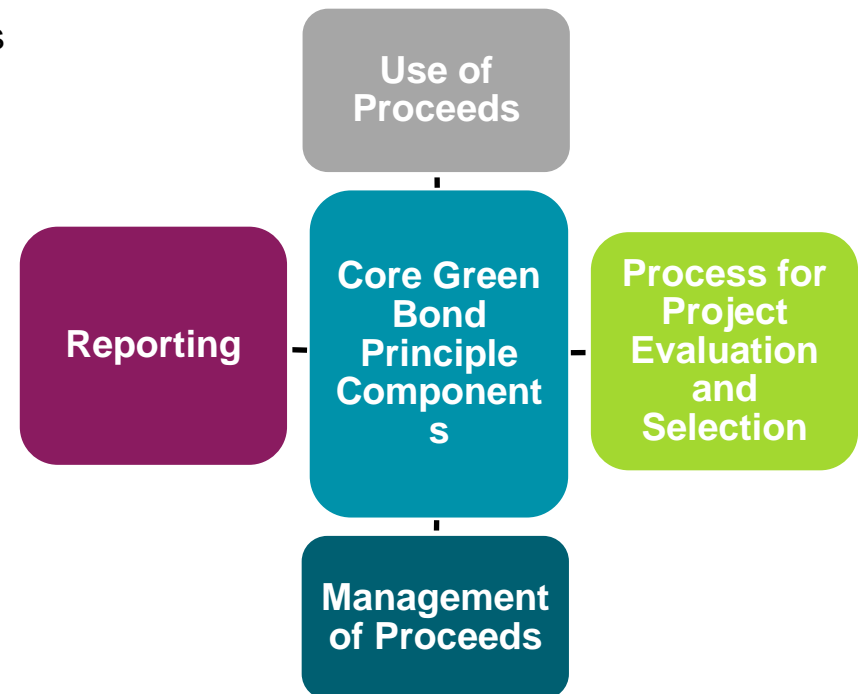 s
Use of
Proceeds
Reporting
Core Green
Bond
Principle
Component
s
Process for
Project
Evaluation
and
Selection
Management
of Proceeds